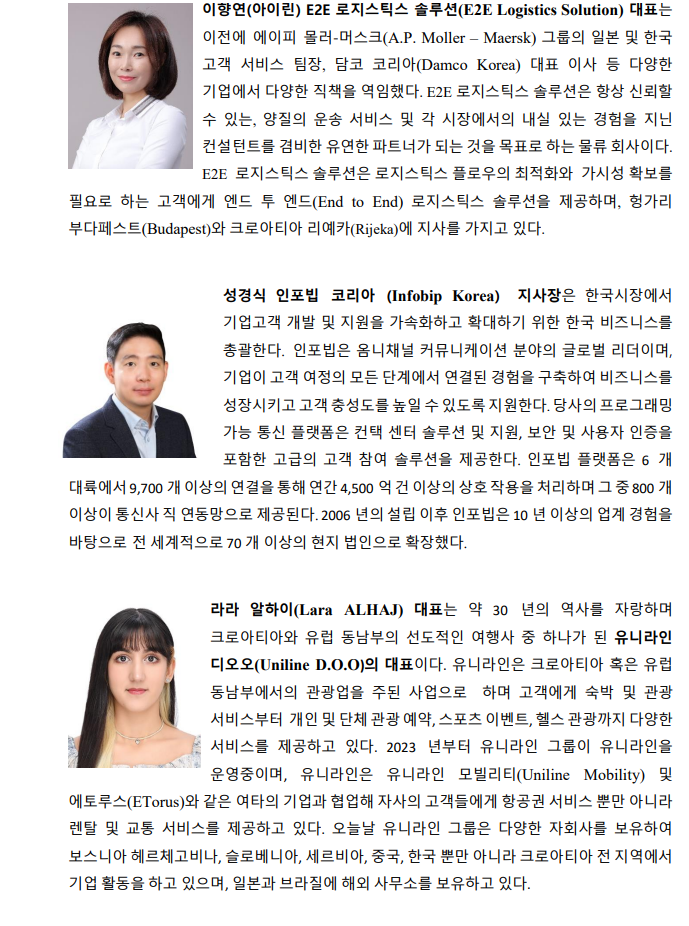 이향연(아이린) E2E 로지스틱스 솔루션(E2E Logistics Solution) 대표는
이전에 에이피 몰러-머스크(A.P. Moller – Maersk) 그룹의 일본 및 한국
고객 서비스 팀장, 담코 코리아(Damco Korea) 대표 이사 등 다양한
기업에서 다양한 직책을 역임했다. E2E 로지스틱스 솔루션은 항상 신뢰할
수 있는, 양질의 운송 서비스 및 각 시장에서의 내실 있는 경험을 지닌
컨설턴트를 겸비한 유연한 파트너가 되는 것을 목표로 하는 물류 회사이다.
E2E 로지스틱스 솔루션은 로지스틱스 플로우의 최적화와 가시성 확보를
필요로 하는 고객에게 엔드 투 엔드(End to End) 로지스틱스 솔루션을 제공하며, 헝가리
부다페스트(Budapest)와 크로아티아 리예카(Rijeka)에 지사를 가지고 있다.
성경식 인포빕 코리아 (Infobip Korea) 지사장은 한국시장에서
기업고객 개발 및 지원을 가속화하고 확대하기 위한 한국 비즈니스를
총괄한다. 인포빕은 옴니채널 커뮤니케이션 분야의 글로벌 리더이며,
기업이 고객 여정의 모든 단계에서 연결된 경험을 구축하여 비즈니스를
성장시키고 고객 충성도를 높일 수 있도록 지원한다. 당사의 프로그래밍
가능 통신 플랫폼은 컨택 센터 솔루션 및 지원, 보안 및 사용자 인증을
포함한 고급의 고객 참여 솔루션을 제공한다. 인포빕 플랫폼은 6 개
대륙에서 9,700 개 이상의 연결을 통해 연간 4,500 억 건 이상의 상호 작용을 처리하며 그 중 800 개
이상이 통신사 직 연동망으로 제공된다. 2006 년의 설립 이후 인포빕은 10 년 이상의 업계 경험을
바탕으로 전 세계적으로 70 개 이상의 현지 법인으로 확장했다.
라라 알하이(Lara ALHAJ) 대표는 약 30 년의 역사를 자랑하며
크로아티아와 유럽 동남부의 선도적인 여행사 중 하나가 된 유니라인
디오오(Uniline D.O.O)의 대표이다. 유니라인은 크로아티아 혹은 유럽
동남부에서의 관광업을 주된 사업으로 하며 고객에게 숙박 및 관광
서비스부터 개인 및 단체 관광 예약, 스포츠 이벤트, 헬스 관광까지 다양한
서비스를 제공하고 있다. 2023 년부터 유니라인 그룹이 유니라인을
운영중이며, 유니라인은 유니라인 모빌리티(Uniline Mobility) 및
에토루스(ETorus)와 같은 여타의 기업과 협업해 자사의 고객들에게 항공권 서비스 뿐만 아니라
렌탈 및 교통 서비스를 제공하고 있다. 오늘날 유니라인 그룹은 다양한 자회사를 보유하여
보스니아 헤르체고비나, 슬로베니아, 세르비아, 중국, 한국 뿐만 아니라 크로아티아 전 지역에서
기업 활동을 하고 있으며, 일본과 브라질에 해외 사무소를 보유하고 있다.